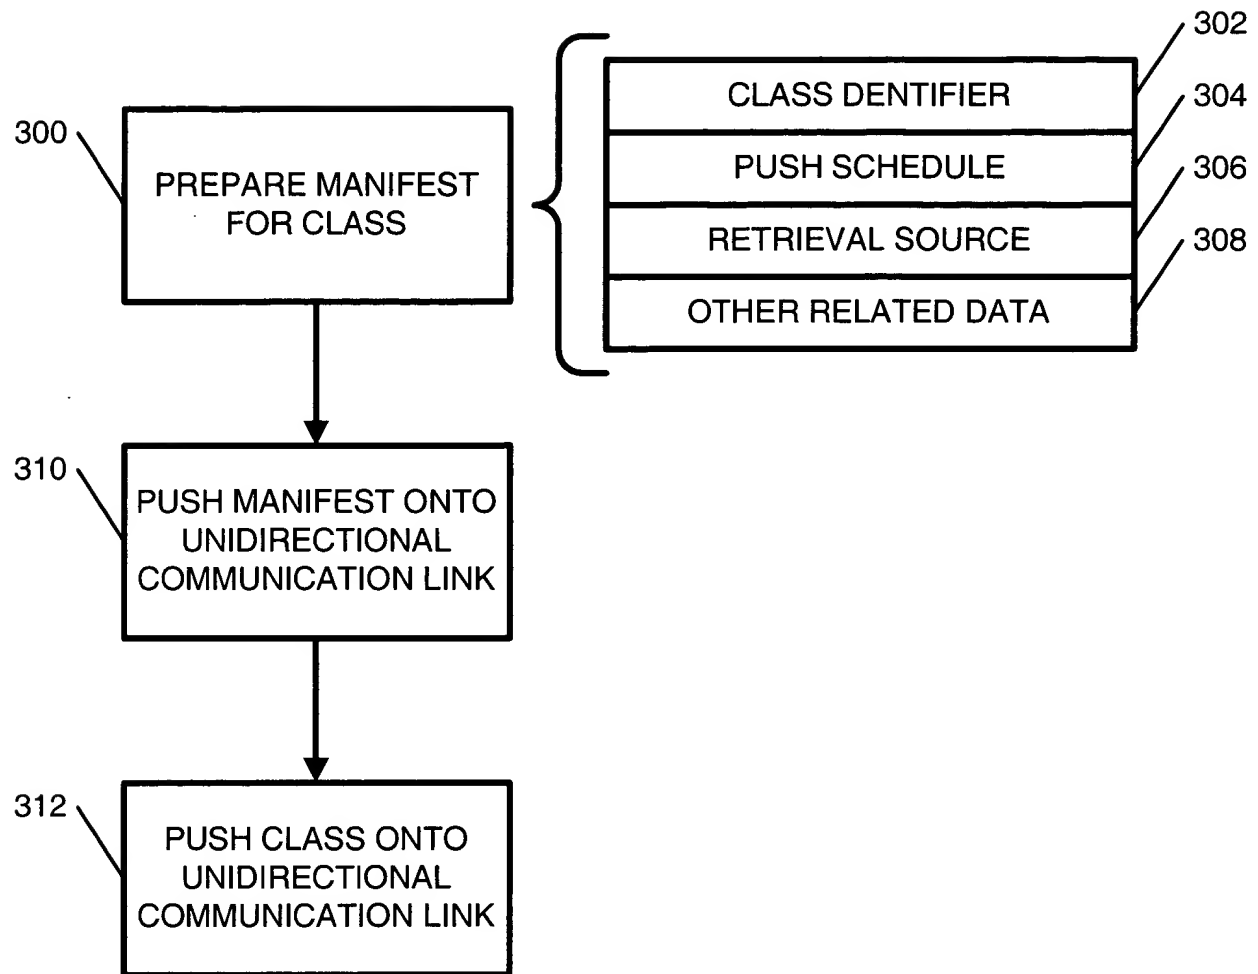 302
CLASS DENTIFIER
304
300
PREPARE MANIFEST
FOR CLASS
PUSH SCHEDULE
306
RETRIEVAL SOURCE
308
OTHER RELATED DATA
310
PUSH MANIFEST ONTO
UNIDIRECTIONAL
COMMUNICATION LINK
312
PUSH CLASS ONTO
UNIDIRECTIONAL
COMMUNICATION LINK